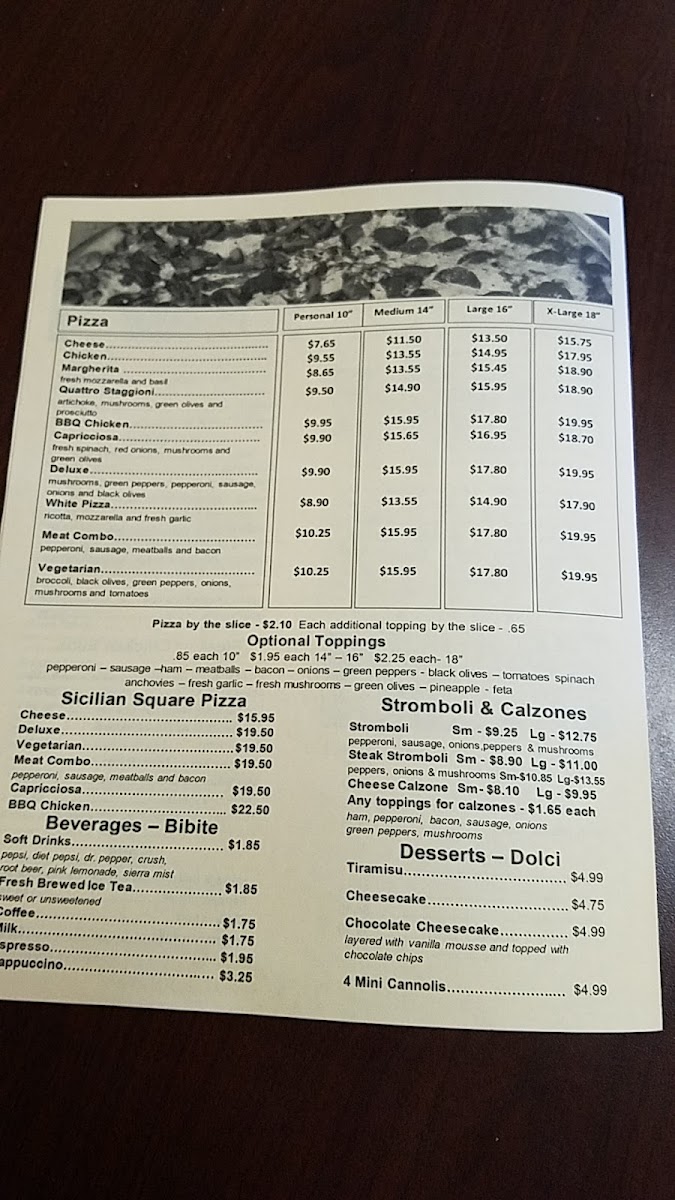 Pizza Personal 10" Medium 14" Large 16" X-Large 18"
Cheese........................ $7.65 $11.50 $13.50 $15.75
Chicken........................ $9.55 $13.55 $14.95 $17.95
Margherita ........................ $8.65 $13.55 $15.45 $18.90
fresh mozzarella and basil
Quattro Staggioni........................ $9.50 $14.90 $15.95 $18.90
artichoke, mushrooms, green olives and
prosciutto
BBQ Chicken........................ $9.95 $15.95 $17.80 $19.95
Capricciosa........................ $9.90 $15.65 $16.95 $18.70
fresh spinach, red onions, mushrooms and
green olives
Deluxe........................ $9.90 $15.95 $17.80 $19.95
mushrooms, green peppers, pepperoni, sausage,
onions and black olives
White Pizza........................ $8.90 $13.55 $14.90 $17.90
ricotta, mozzarella and fresh garlic
Meat Combo........................ $10.25 $15.95 $17.80 $19.95
pepperoni, sausage, meatballs and bacon
Vegetarian........................ $10.25 $15.95 $17.80 $19.95
broccoli, black olives, green peppers, onions,
mushrooms and tomatoes
Pizza by the slice - $2.10 Each additional topping by the slice - .65
Optional Toppings
.85 each 10" $1.95 each 14" – 16" $2.25 each- 18"
pepperoni – sausage –ham – meatballs – bacon – onions – green peppers - black olives – tomatoes spinach
anchovies – fresh garlic – fresh mushrooms – green olives – pineapple - feta
Sicilian Square Pizza
Cheese........................ $15.95
Deluxe........................ $19.50
Vegetarian........................ $19.50
Meat Combo........................ $19.50
pepperoni, sausage, meatballs and bacon
Capricciosa........................ $19.50
BBQ Chicken........................ $22.50
Beverages – Bibite
Soft Drinks........................ $1.85
pepsi, diet pepsi, dr. pepper, crush,
root beer, pink lemonade, sierra mist
Fresh Brewed Ice Tea.................. $1.85
sweet or unsweetened
Coffee........................ $1.75
Milk........................ $1.75
spresso........................ $1.95
appuccino........................ $3.25
Stromboli & Calzones
Stromboli Sm - $9.25 Lg - $12.75
pepperoni, sausage, onions,peppers & mushrooms
Steak Stromboli Sm - $8.90 Lg - $11.00
peppers, onions & mushrooms Sm-$10.85 Lg-$13.55
Cheese Calzone Sm- $8.10 Lg - $9.95
Any toppings for calzones - $1.65 each
ham, pepperoni, bacon, sausage, onions
green peppers, mushrooms
Desserts – Dolci
Tiramisu........................ $4.99
Cheesecake........................ $4.75
Chocolate Cheesecake............... $4.99
layered with vanilla mousse and topped with
chocolate chips
4 Mini Cannolis........................ $4.99